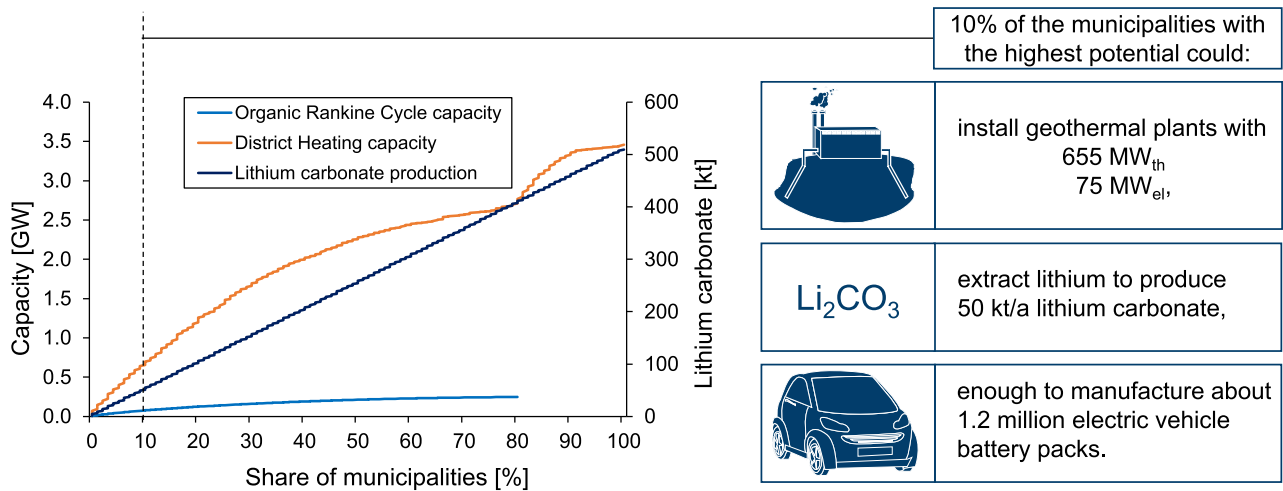 10% of the municipalities with
the highest potential could:
4.0
3.5
3.0
2.5
2.0
1.5
1.0
0.5
0.0
Capacity [GW]
Organic Rankine Cycle capacity
District Heating capacity
Lithium carbonate production
600
500
400
300
200
100
0
Lithium carbonate [kt]
0 10 20 30 40 50 60 70 80 90 100
Share of municipalities [%]
install geothermal plants with
655 MWth
75 MWel,
Li2CO3
extract lithium to produce
50 kt/a lithium carbonate,
enough to manufacture about
1.2 million electric vehicle
battery packs.